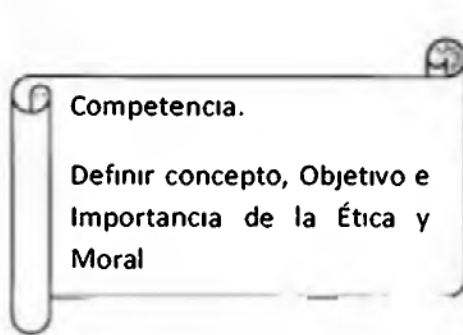 Competencia.
Definir concepto, Objetivo e
Importancia de la Ética y
Moral